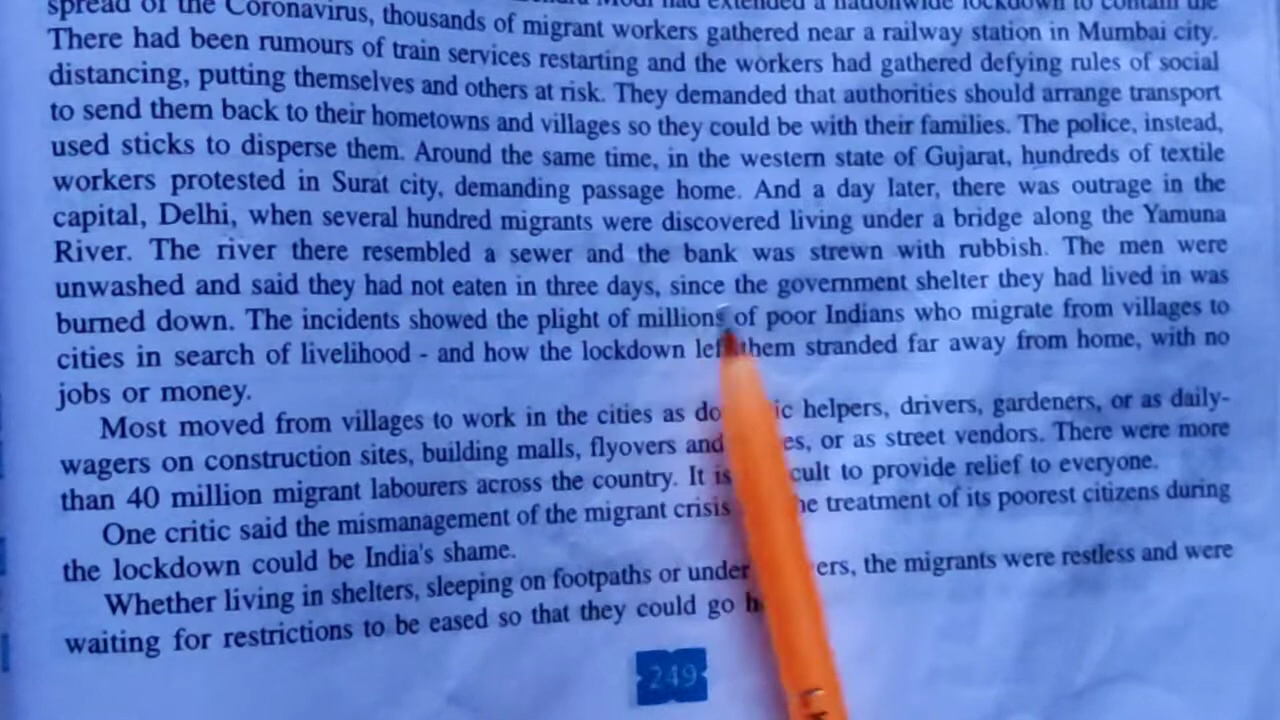 spread of the Coronavirus, thousands of migrant workers gathered near a railway station in Mumbai city.
There had been rumours of train services restarting and the workers had gathered defying rules of social
distancing, putting themselves and others at risk. They demanded that authorities should arrange transport
to send them back to their hometowns and villages so they could be with their families. The police, instead,
used sticks to disperse them. Around the same time, in the western state of Gujarat, hundreds of textile
workers protested in Surat city, demanding passage home. And a day later, there was outrage in the
capital, Delhi, when several hundred migrants were discovered living under a bridge along the Yamuna
River. The river there resembled a sewer and the bank was strewn with rubbish. The men were
unwashed and said they had not eaten in three days, since the government shelter they had lived in was
burned down. The incidents showed the plight of millions of poor Indians who migrate from villages to
cities in search of livelihood - and how the lockdown left them stranded far away from home, with no
jobs or money.
Most moved from villages to work in the cities as helpers, drivers, gardeners, or as daily-
wagers on construction sites, building malls, flyovers and or as street vendors. There were more
than 40 million migrant labourers across the country. It is to provide relief to everyone.
One critic said the mismanagement of the migrant crisis treatment of its poorest citizens during
the lockdown could be India's shame.
Whether living in shelters, sleeping on footpaths or under the migrants were restless and were
waiting for restrictions to be eased so that they could go
249